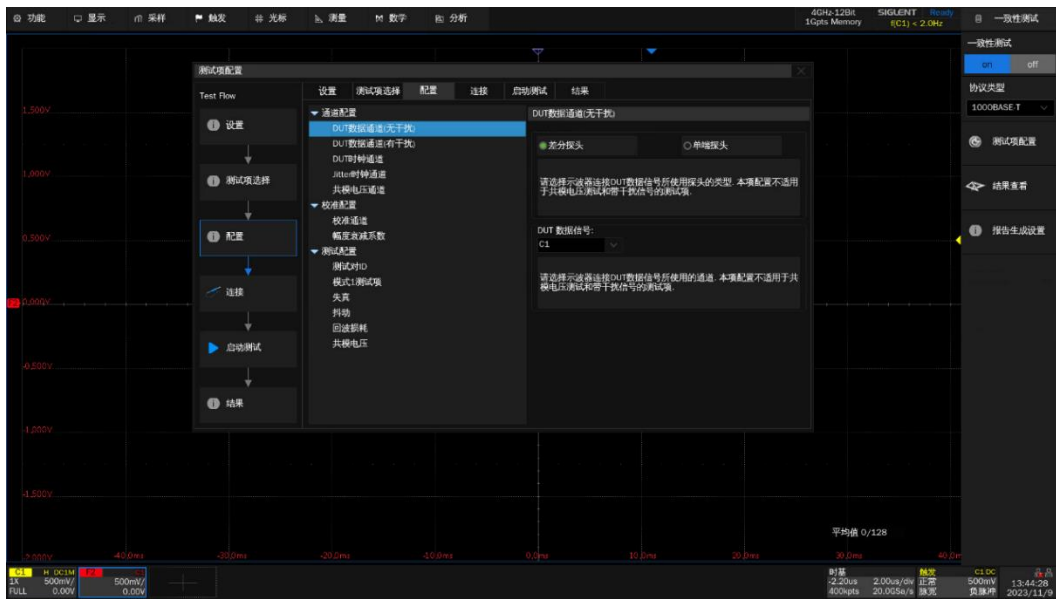 功能 显示 采样 触发 光标 测量 M 数学 分析
4GHz-12Bit
1Gpts Memory
SIGLENT Ready
f(C1) < 2.0Hz
一致性测试
一致性测试
on off
协议类型
1000BASE-T
测试项配置
结果查看
报告生成设置
测试项配置
Test Flow
设置
测试项选择
配置
连接
启动测试
结果
设置 测试项选择 配置 连接 启动测试 结果
通道配置
DUT数据通道(无干扰)
DUT数据通道(有干扰)
DUT时钟通道
Jitter时钟通道
共模电压通道
校准配置
校准通道
幅度衰减系数
测试配置
测试对ID
模式1测试项
失真
抖动
回波损耗
共模电压
DUT数据通道(无干扰)
差分探头 单端探头
请选择示波器连接DUT数据信号所使用探头的类型. 本项配置不适用
于共模电压测试和带干扰信号的测试项.
DUT 数据信号:
C1
请选择示波器连接DUT数据信号所使用的通道. 本项配置不适用于共
模电压测试和带干扰信号的测试项.
1.500V
1.000V
0.500V
0.000V
-0.500V
-1.000V
-1.500V
-2.000V
-40.0ms -30.0ms -20.0ms -10.0ms 0.0ms 10.0ms 20.0ms 30.0ms 40.0m
平均值 0/128
C1 H DC1M
1X 500mV/
FULL 0.00V
F2 C1
500mV/
0.00V
时基
-2.20us 2.00us/div
400kpts 20.0GSa/s
触发 C1 DC
正常 500mV
脉宽 负脉冲
13:44:28
2023/11/9